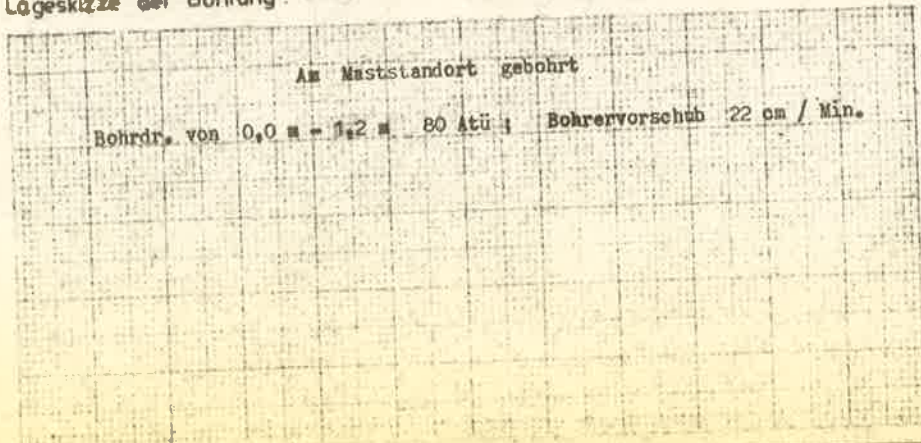 Lageskizze der Bohrung:
Am Maststandort gebohrt
Bohrdr. von 0,0 m - 1,2 m 80 Atü ; Bohrervorschub 22 cm / Min.